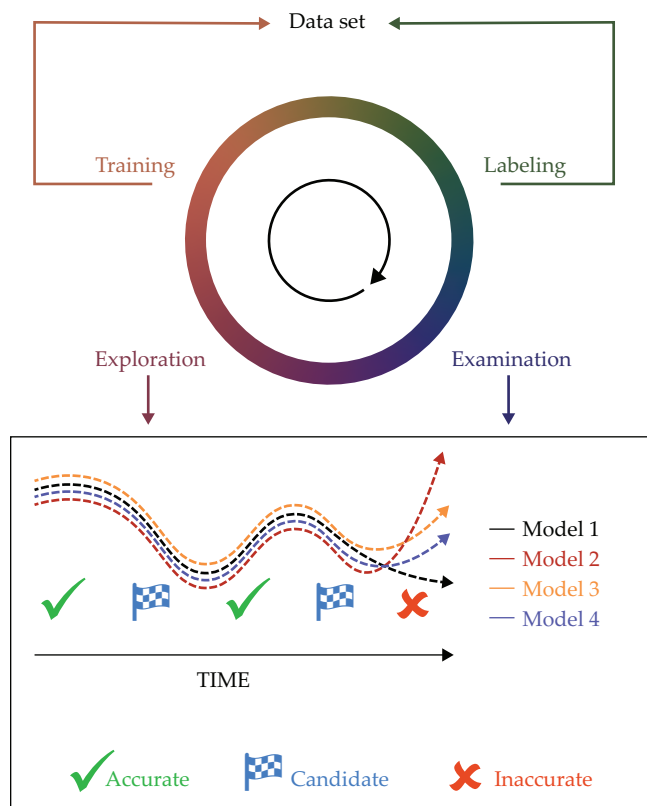 Data set
Training
Labeling
Exploration
Examination
Model 1
Model 2
Model 3
Model 4
TIME
Accurate
Candidate
Inaccurate